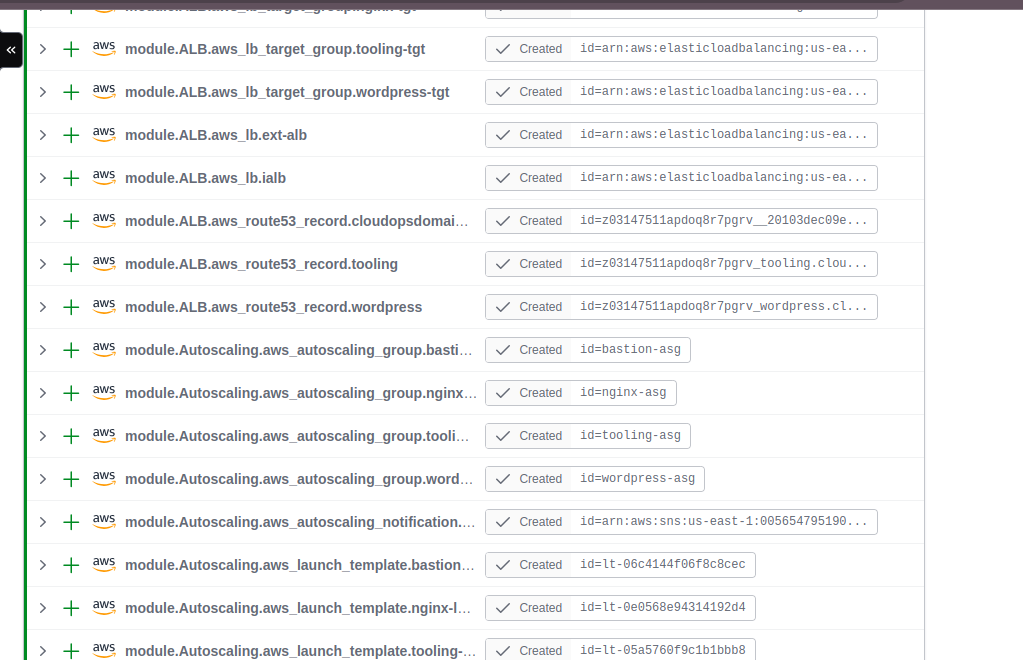 aws module.ALB.aws_lb_target_group.tooling-tgt Created id=arn:aws:elasticloadbalancing:us-ea...
aws module.ALB.aws_lb_target_group.wordpress-tgt Created id=arn:aws:elasticloadbalancing:us-ea...
aws module.ALB.aws_lb.ext-alb Created id=arn:aws:elasticloadbalancing:us-ea...
aws module.ALB.aws_lb.ialb Created id=arn:aws:elasticloadbalancing:us-ea...
aws module.ALB.aws_route53_record.cloudopsdomai... Created id=z03147511apdoq8r7pgrv__20103dec09e...
aws module.ALB.aws_route53_record.tooling Created id=z03147511apdoq8r7pgrv_tooling.clou...
aws module.ALB.aws_route53_record.wordpress Created id=z03147511apdoq8r7pgrv_wordpress.cl...
aws module.Autoscaling.aws_autoscaling_group.basti... Created id=bastion-asg
aws module.Autoscaling.aws_autoscaling_group.nginx... Created id=nginx-asg
aws module.Autoscaling.aws_autoscaling_group.tooli... Created id=tooling-asg
aws module.Autoscaling.aws_autoscaling_group.word... Created id=wordpress-asg
aws module.Autoscaling.aws_autoscaling_notification.... Created id=arn:aws:sns:us-east-1:005654795190...
aws module.Autoscaling.aws_launch_template.bastion... Created id=lt-06c4144f06f8c8cec
aws module.Autoscaling.aws_launch_template.nginx-l... Created id=lt-0e0568e94314192d4
aws module.Autoscaling.aws_launch_template.tooling-... Created id=lt-05a5760f9c1b1bbb8